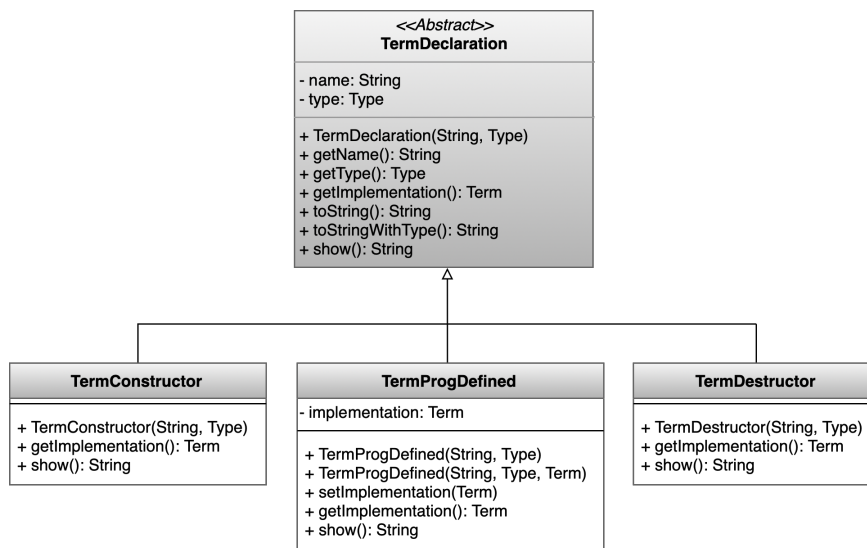 <<Abstract>>
TermDeclaration
- name: String
- type: Type
+ TermDeclaration(String, Type)
+ getName(): String
+ getType(): Type
+ getImplementation(): Term
+ toString(): String
+ toStringWithType(): String
+ show(): String
TermConstructor
+ TermConstructor(String, Type)
+ getImplementation(): Term
+ show(): String
TermProgDefined
- implementation: Term
+ TermProgDefined(String, Type)
+ TermProgDefined(String, Type, Term)
+ setImplementation(Term)
+ getImplementation(): Term
+ show(): String
TermDestructor
+ TermDestructor(String, Type)
+ getImplementation(): Term
+ show(): String